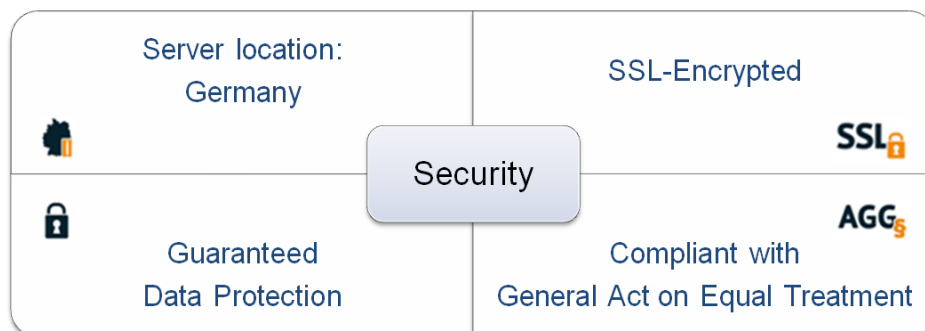 Server location:
Germany
SSL-Encrypted
SSL
Security
AGG§
Guaranteed
Data Protection
Compliant with
General Act on Equal Treatment